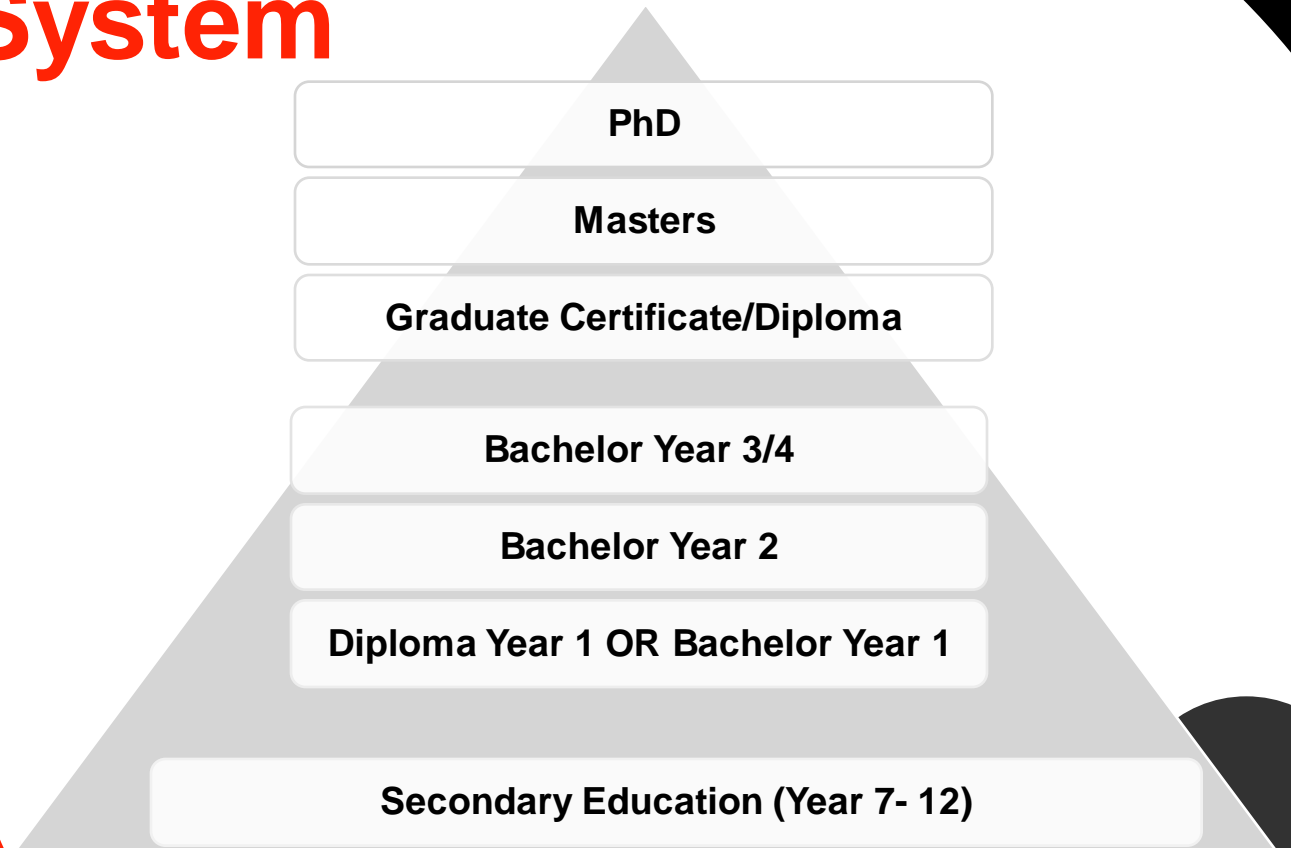 System
PhD
Masters
Graduate Certificate/Diploma
Bachelor Year 3/4
Bachelor Year 2
Diploma Year 1 OR Bachelor Year 1
Secondary Education (Year 7- 12)